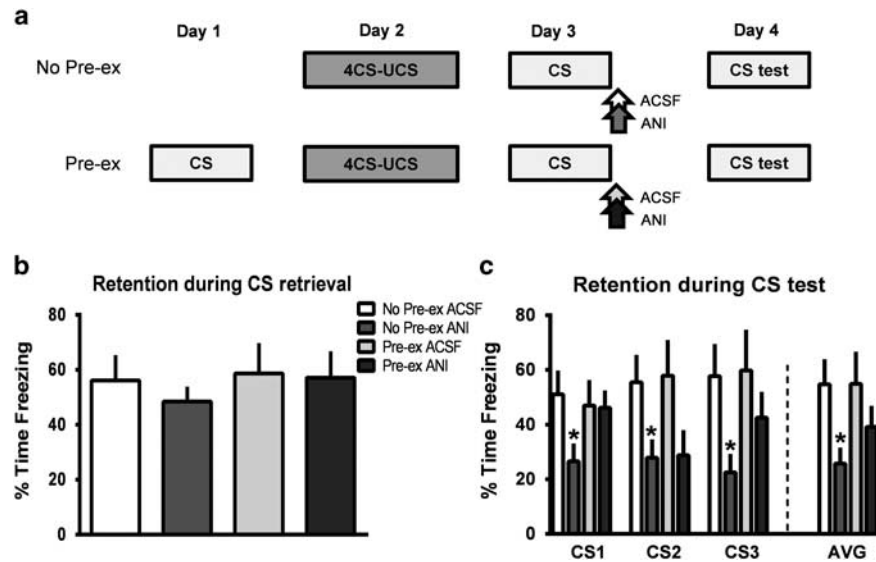 a
Day 1 Day 2 Day 3 Day 4
No Pre-ex 4CS-UCS CS CS test
ACSF
ANI
Pre-ex CS 4CS-UCS CS CS test
ACSF
ANI
b
Retention during CS retrieval
% Time Freezing
80
60
40
20
0
No Pre-ex ACSF
No Pre-ex ANI
Pre-ex ACSF
Pre-ex ANI
c
Retention during CS test
% Time Freezing
80
60
40
20
0
* * * *
CS1 CS2 CS3 AVG